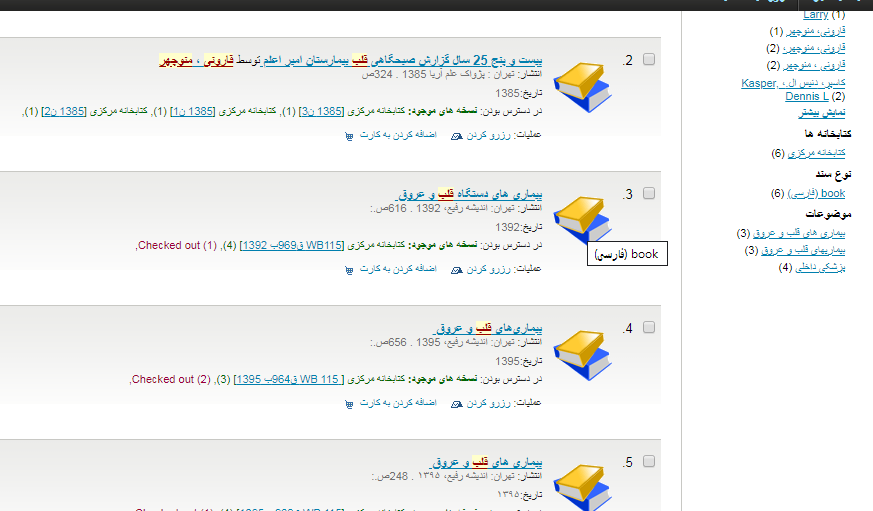 Larry (1)
قارونی، منوچهر (1)
قارونی، منوچهر، (2)
قارونی ، منوچهر (2)
کاسپر، دنیس ال .، Kasper,
Dennis L (2)
نمایش بیشتر
کتابخانه ها
کتابخانه مرکزی (6)
نوع سند
book (فارسی) (6)
موضوعات
بیماری های قلب و عروق (3)
بیماریهای قلب و عروق (3)
پزشکی داخلی (4)
2. بیست و پنج 25 سال گزارش صبحگاهی قلب بیمارستان امیر اعلم توسط قارونی ، منوچهر
انتشار: تهران : پژواک علم آریا 1385 . 324ص
تاریخ:1385
در دسترس بودن: نسخه های موجود: کتابخانه مرکزی [1385 ن3] (1), کتابخانه مرکزی [1385 ن1] (1), کتابخانه مرکزی [1385 ن2] (1),
عملیات: رزرو کردن اضافه کردن به کارت
3. بیماری های دستگاه قلب و عروق
انتشار: تهران: اندیشه رفیع، 1392 . 616ص.:
تاریخ:1392
در دسترس بودن: نسخه های موجود: کتابخانه مرکزی [WB115 ق969ب 1392] (4), Checked out (1),
book (فارسی)
عملیات: رزرو کردن اضافه کردن به کارت
4. بیماری‌های قلب و عروق
انتشار: تهران: اندیشه رفیع، 1395 . 656ص.:
تاریخ:1395
در دسترس بودن: نسخه های موجود: کتابخانه مرکزی [WB 115 ق964ب 1395] (3), Checked out (2),
عملیات: رزرو کردن اضافه کردن به کارت
5. بیماری های قلب و عروق
انتشار: تهران: اندیشه رفیع، ۱۳۹۵ . 248ص.:
تاریخ:۱۳۹۵